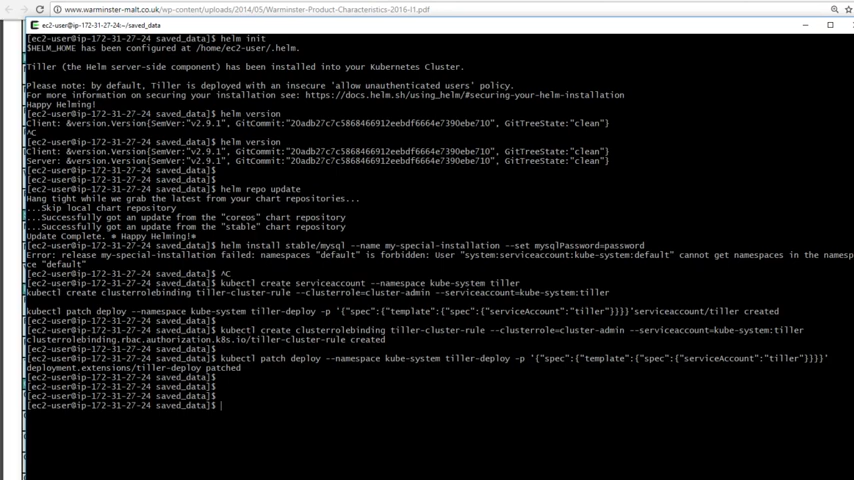 www.warminster-malt.co.uk/wp-content/uploads/2014/05/Warminster-Product-Characteristics-2016-I1.pdf
ec2-user@ip-172-31-27-24:~/saved_data
[ec2-user@ip-172-31-27-24 saved_data]$ helm init
$HELM_HOME has been configured at /home/ec2-user/.helm.
Tiller (the Helm server-side component) has been installed into your Kubernetes Cluster.
Please note: by default, Tiller is deployed with an insecure 'allow unauthenticated users' policy.
For more information on securing your installation see: https://docs.helm.sh/using_helm/#securing-your-helm-installation
Happy Helming!
[ec2-user@ip-172-31-27-24 saved_data]$ helm version
Client: &version.Version{SemVer:"v2.9.1", GitCommit:"20adb27c7c5868466912eebdf6664e7390ebe710", GitTreeState:"clean"}
^C
[ec2-user@ip-172-31-27-24 saved_data]$ helm version
Client: &version.Version{SemVer:"v2.9.1", GitCommit:"20adb27c7c5868466912eebdf6664e7390ebe710", GitTreeState:"clean"}
Server: &version.Version{SemVer:"v2.9.1", GitCommit:"20adb27c7c5868466912eebdf6664e7390ebe710", GitTreeState:"clean"}
[ec2-user@ip-172-31-27-24 saved_data]$
[ec2-user@ip-172-31-27-24 saved_data]$
[ec2-user@ip-172-31-27-24 saved_data]$ helm repo update
Hang tight while we grab the latest from your chart repositories...
...Skip local chart repository
...Successfully got an update from the "coreos" chart repository
...Successfully got an update from the "stable" chart repository
Update Complete. ⎈ Happy Helming!⎈
[ec2-user@ip-172-31-27-24 saved_data]$ helm install stable/mysql --name my-special-installation --set mysqlPassword=password
Error: release my-special-installation failed: namespaces "default" is forbidden: User "system:serviceaccount:kube-system:default" cannot get namespaces in the namespa
ce "default"
[ec2-user@ip-172-31-27-24 saved_data]$ ^C
[ec2-user@ip-172-31-27-24 saved_data]$ kubectl create serviceaccount --namespace kube-system tiller
kubectl create clusterrolebinding tiller-cluster-rule --clusterrole=cluster-admin --serviceaccount=kube-system:tiller
kubectl patch deploy --namespace kube-system tiller-deploy -p '{"spec":{"template":{"spec":{"serviceAccount":"tiller"}}}}'serviceaccount/tiller created
[ec2-user@ip-172-31-27-24 saved_data]$ kubectl create clusterrolebinding tiller-cluster-rule --clusterrole=cluster-admin --serviceaccount=kube-system:tiller
clusterrolebinding.rbac.authorization.k8s.io/tiller-cluster-rule created
[ec2-user@ip-172-31-27-24 saved_data]$
[ec2-user@ip-172-31-27-24 saved_data]$ kubectl patch deploy --namespace kube-system tiller-deploy -p '{"spec":{"template":{"spec":{"serviceAccount":"tiller"}}}}'
deployment.extensions/tiller-deploy patched
[ec2-user@ip-172-31-27-24 saved_data]$
[ec2-user@ip-172-31-27-24 saved_data]$
[ec2-user@ip-172-31-27-24 saved_data]$
[ec2-user@ip-172-31-27-24 saved_data]$